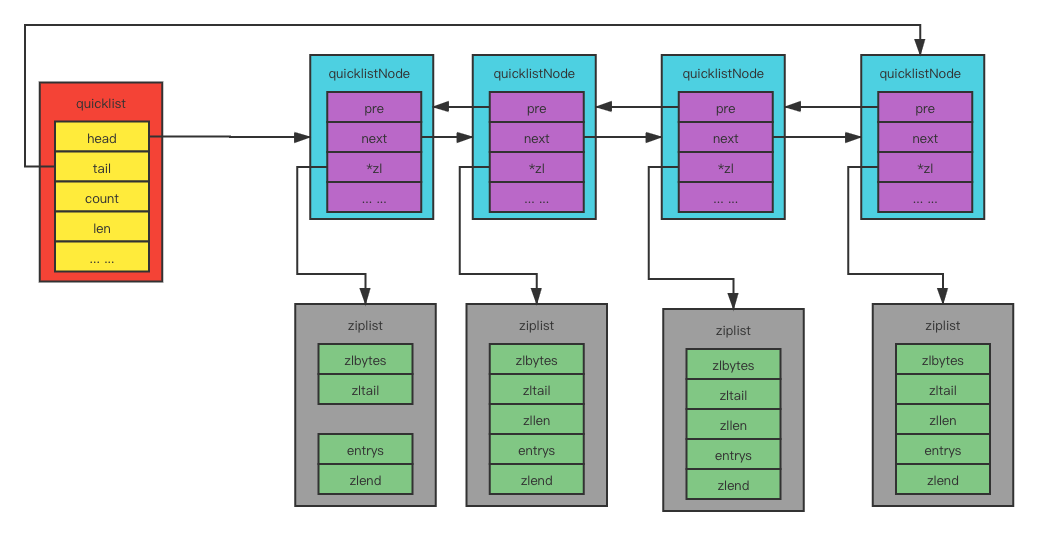 quicklist
head
tail
count
len
... ...
quicklistNode
pre
next
*zl
... ...
quicklistNode
pre
next
*zl
... ...
quicklistNode
pre
next
*zl
... ...
quicklistNode
pre
next
*zl
... ...
ziplist
zlbytes
zltail
entrys
zlend
ziplist
zlbytes
zltail
zllen
entrys
zlend
ziplist
zlbytes
zltail
zllen
entrys
zlend
ziplist
zlbytes
zltail
zllen
entrys
zlend